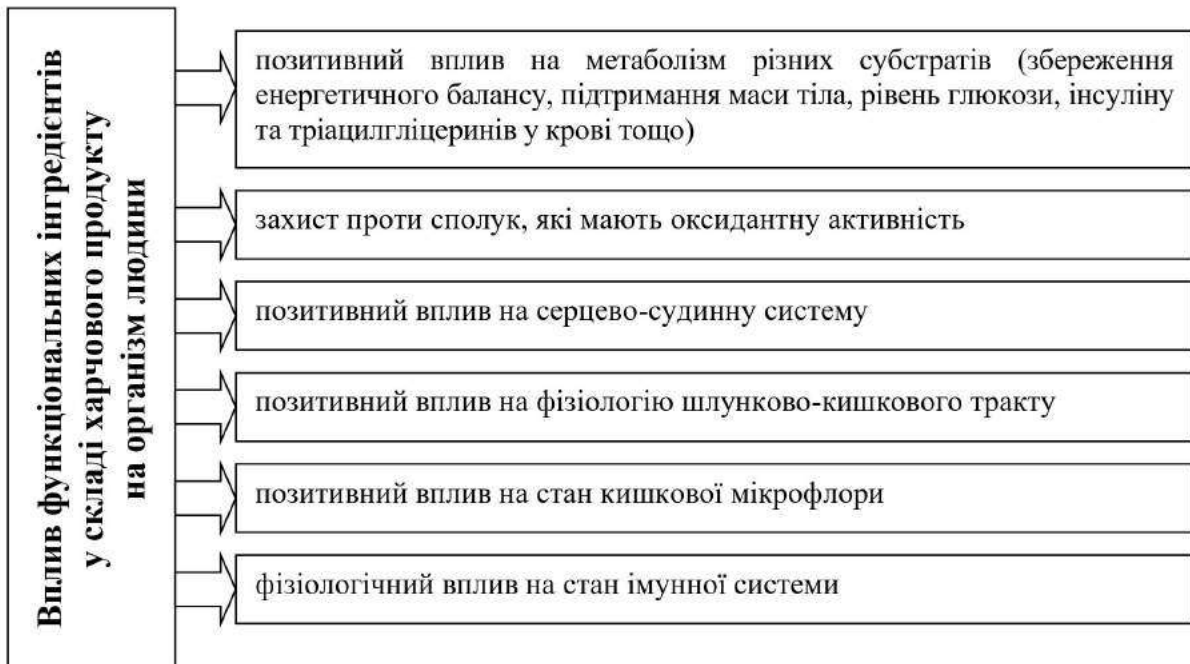 Вплив функціональних інгредієнтів
у складі харчового продукту
на організм людини
позитивний вплив на метаболізм різних субстратів (збереження
енергетичного балансу, підтримання маси тіла, рівень глюкози, інсуліну
та тріацилгліцеринів у крові тощо)
захист проти сполук, які мають оксидантну активність
позитивний вплив на серцево-судинну систему
позитивний вплив на фізіологію шлунково-кишкового тракту
позитивний вплив на стан кишкової мікрофлори
фізіологічний вплив на стан імунної системи